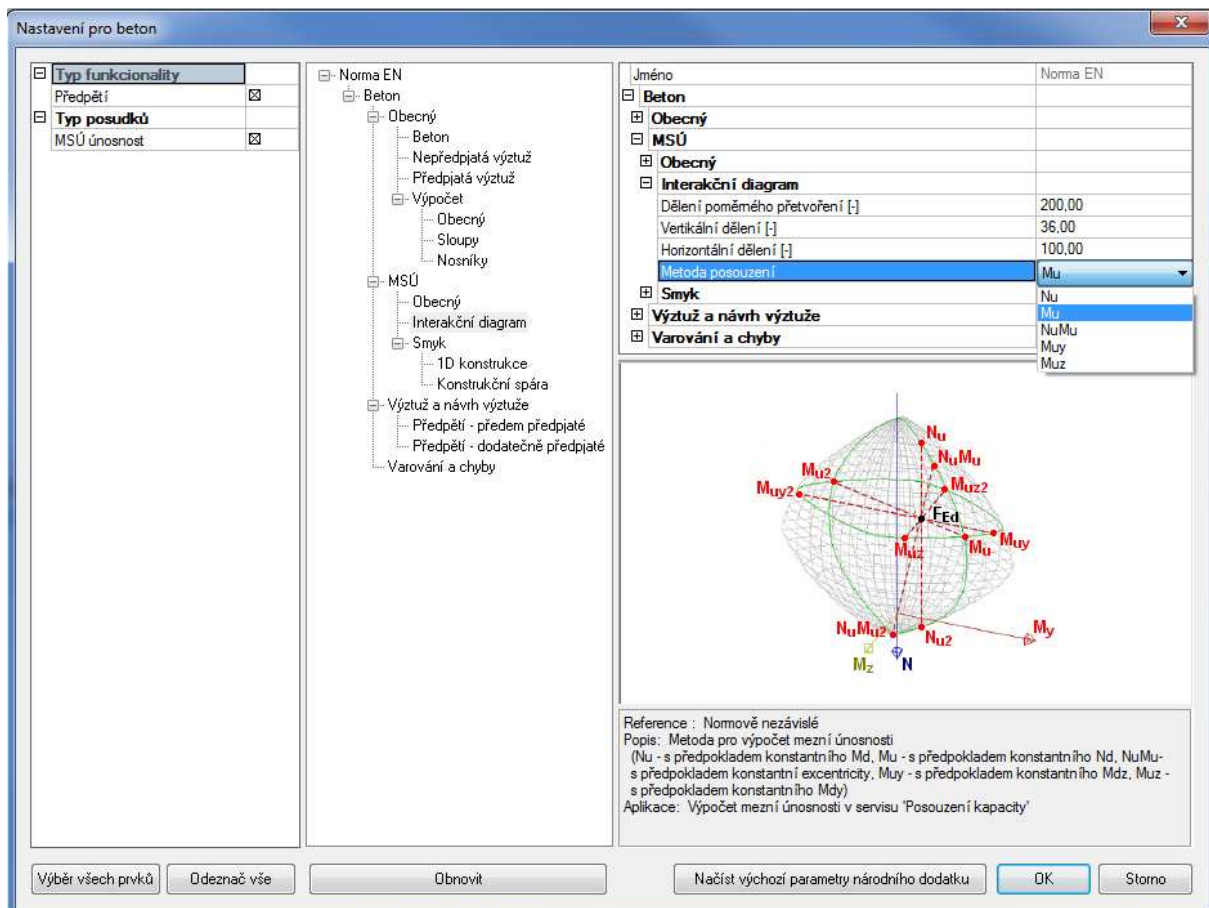 Nastavení pro beton
Typ funkcionality
Předpětí
Typ posudků
MSÚ únosnost
Norma EN
Beton
Obecný
Beton
Nepředpjatá výztuž
Předpjatá výztuž
Výpočet
Obecný
Sloupy
Nosníky
MSÚ
Obecný
Interakční diagram
Smyk
1D konstrukce
Konstrukční spára
Výztuž a návrh výztuže
Předpětí - předem předpjaté
Předpětí - dodatečně předpjaté
Varování a chyby
Jméno Norma EN
Beton
Obecný
MSÚ
Obecný
Interakční diagram
Dělení poměrného přetvoření [-] 200,00
Vertikální dělení [-] 36,00
Horizontální dělení [-] 100,00
Metoda posouzení Mu
Smyk
Výztuž a návrh výztuže
Varování a chyby
Nu
Mu
NuMu
Muy
Muz
Nu
NuMu
Mu2
Muz2
Muy2
FEd
Muz
Mu
Muy
NuMu2
Nu2
My
Mz
N
Reference : Normově nezávislé
Popis: Metoda pro výpočet mezní únosnosti
(Nu - s předpokladem konstantního Md, Mu - s předpokladem konstantního Nd, NuMu-
s předpokladem konstantní excentricity, Muy - s předpokladem konstantního Mdz, Muz -
s předpokladem konstantního Mdy)
Aplikace: Výpočet mezní únosnosti v servisu 'Posouzení kapacity'
Výběr všech prvků
Odeznač vše
Obnovit
Načíst výchozí parametry národního dodatku
OK
Storno